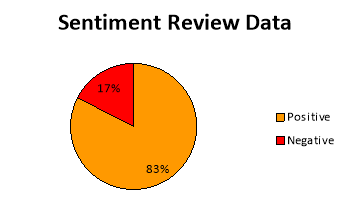 Sentiment Review Data
17%
83%
Positive
Negative